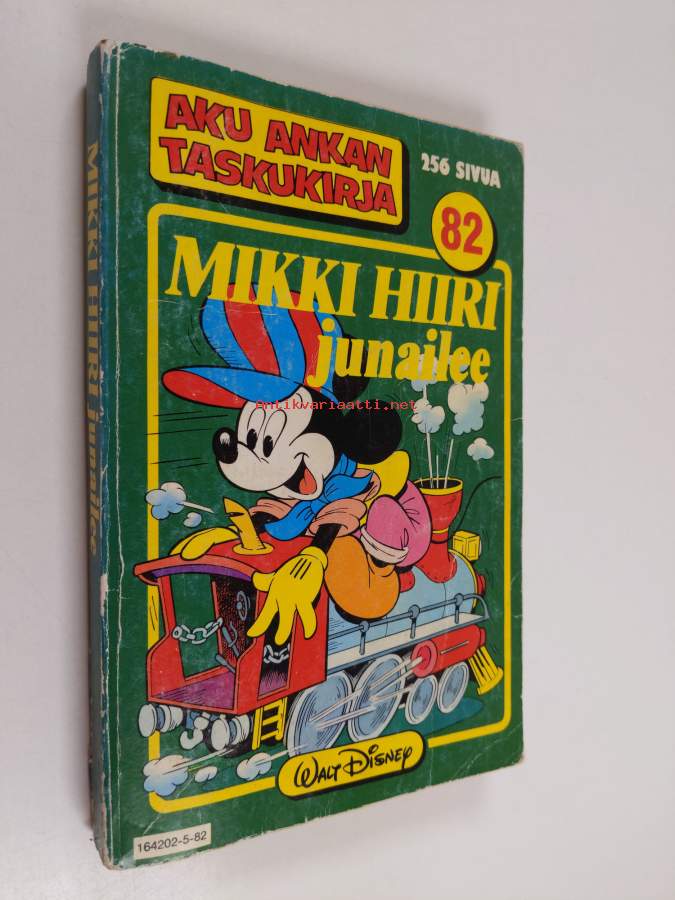 AKU ANKAN
TASKUKIRJA
256 SIVUA
82
MIKKI HIIRI
junailee
Antikvariaatti.net
WALT DISNEY
164202-5-82
MIKKI HIIRI junailee